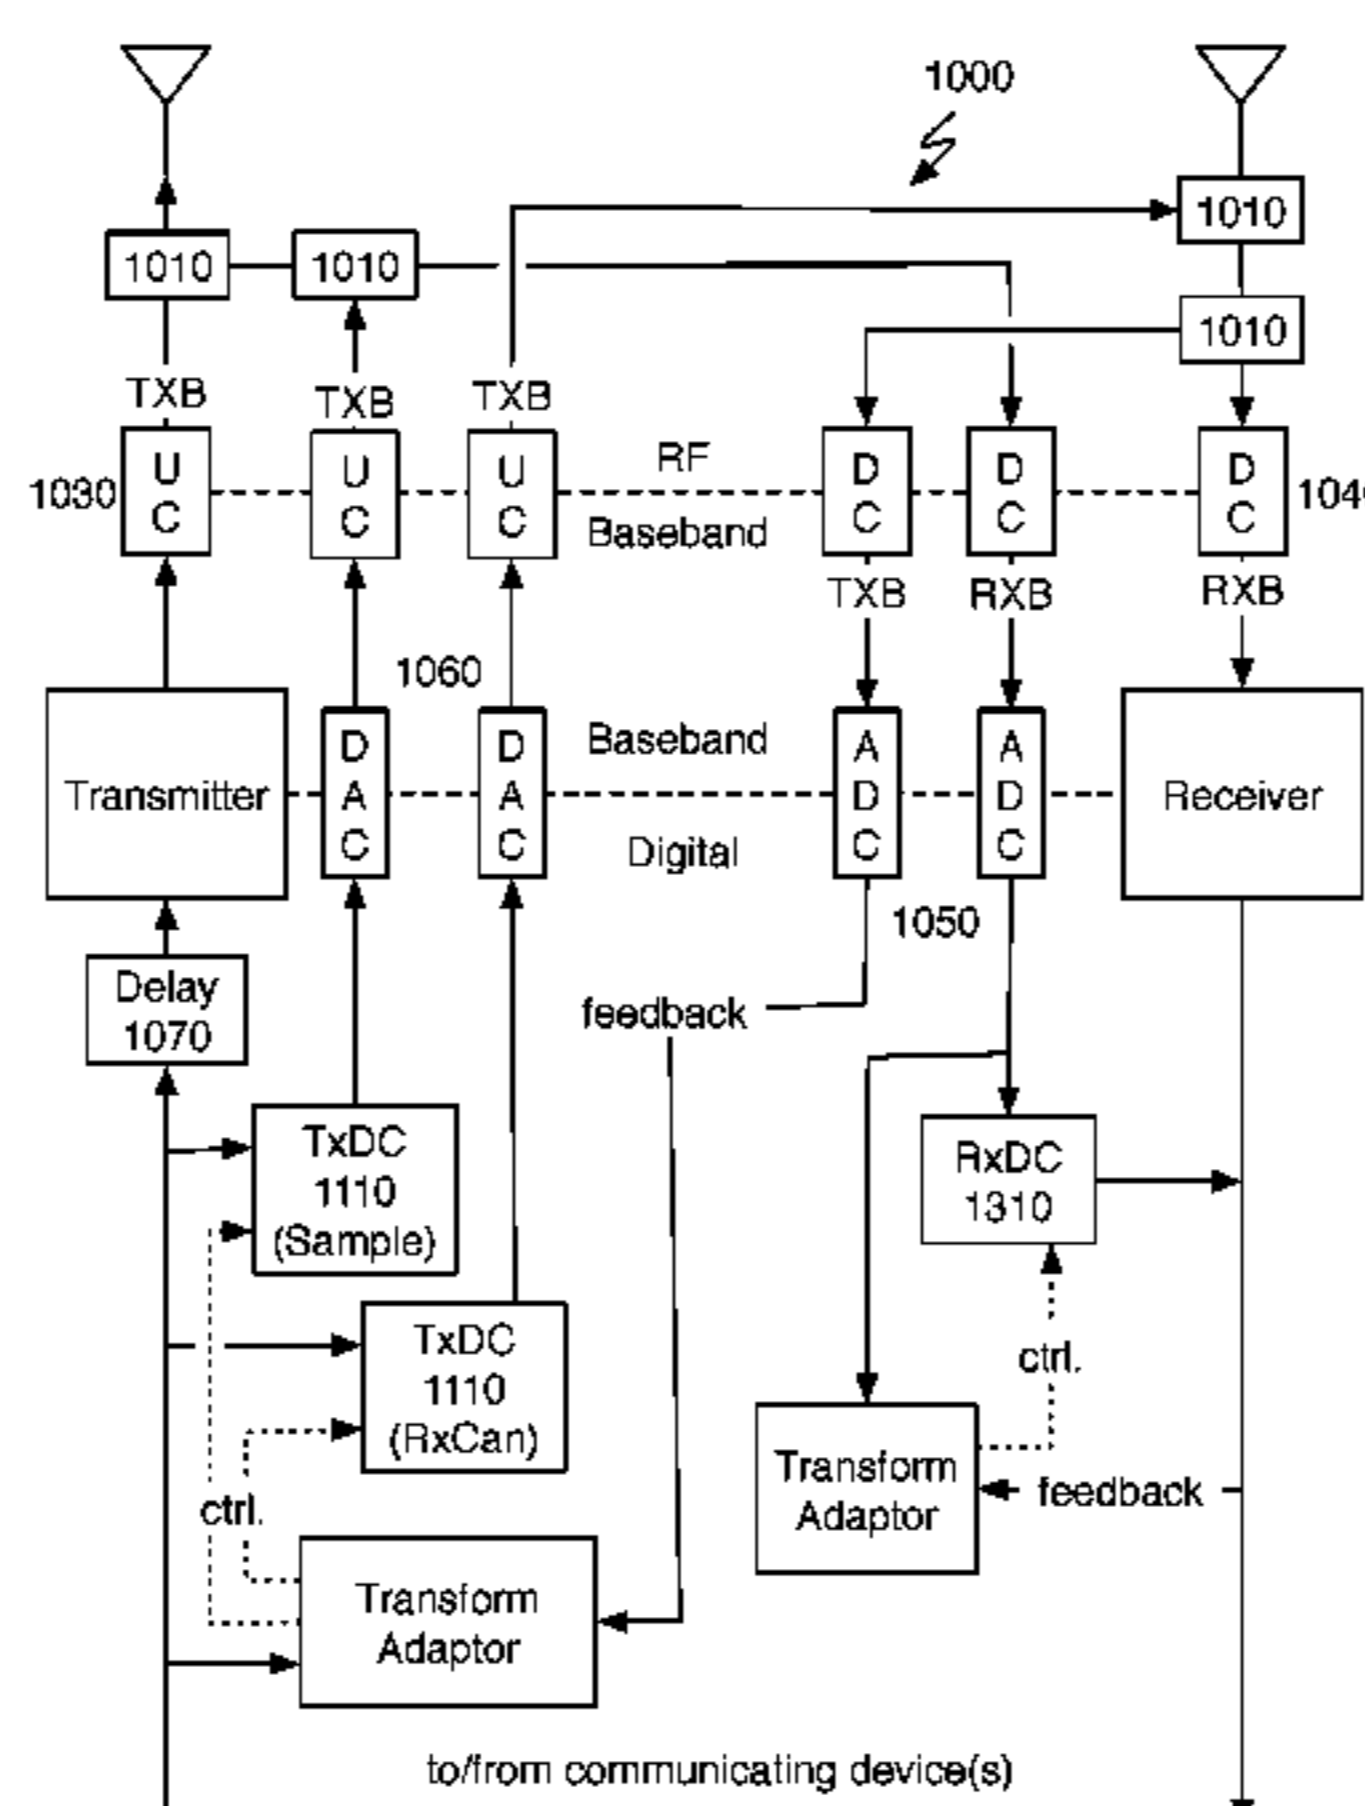 1000
1010
1010
1010
1010
TXB
TXB
TXB
1030
U
C
U
C
U
C
RF
Baseband
D
C
D
C
D
C
104
TXB
RXB
RXB
1060
Transmitter
D
A
C
D
A
C
Baseband
Digital
A
D
C
A
D
C
Receiver
1050
Delay
1070
feedback
TxDC
1110
(Sample)
RxDC
1310
TxDC
1110
(RxCan)
ctrl.
Transform
Adaptor
feedback
ctrl.
Transform
Adaptor
to/from communicating device(s)